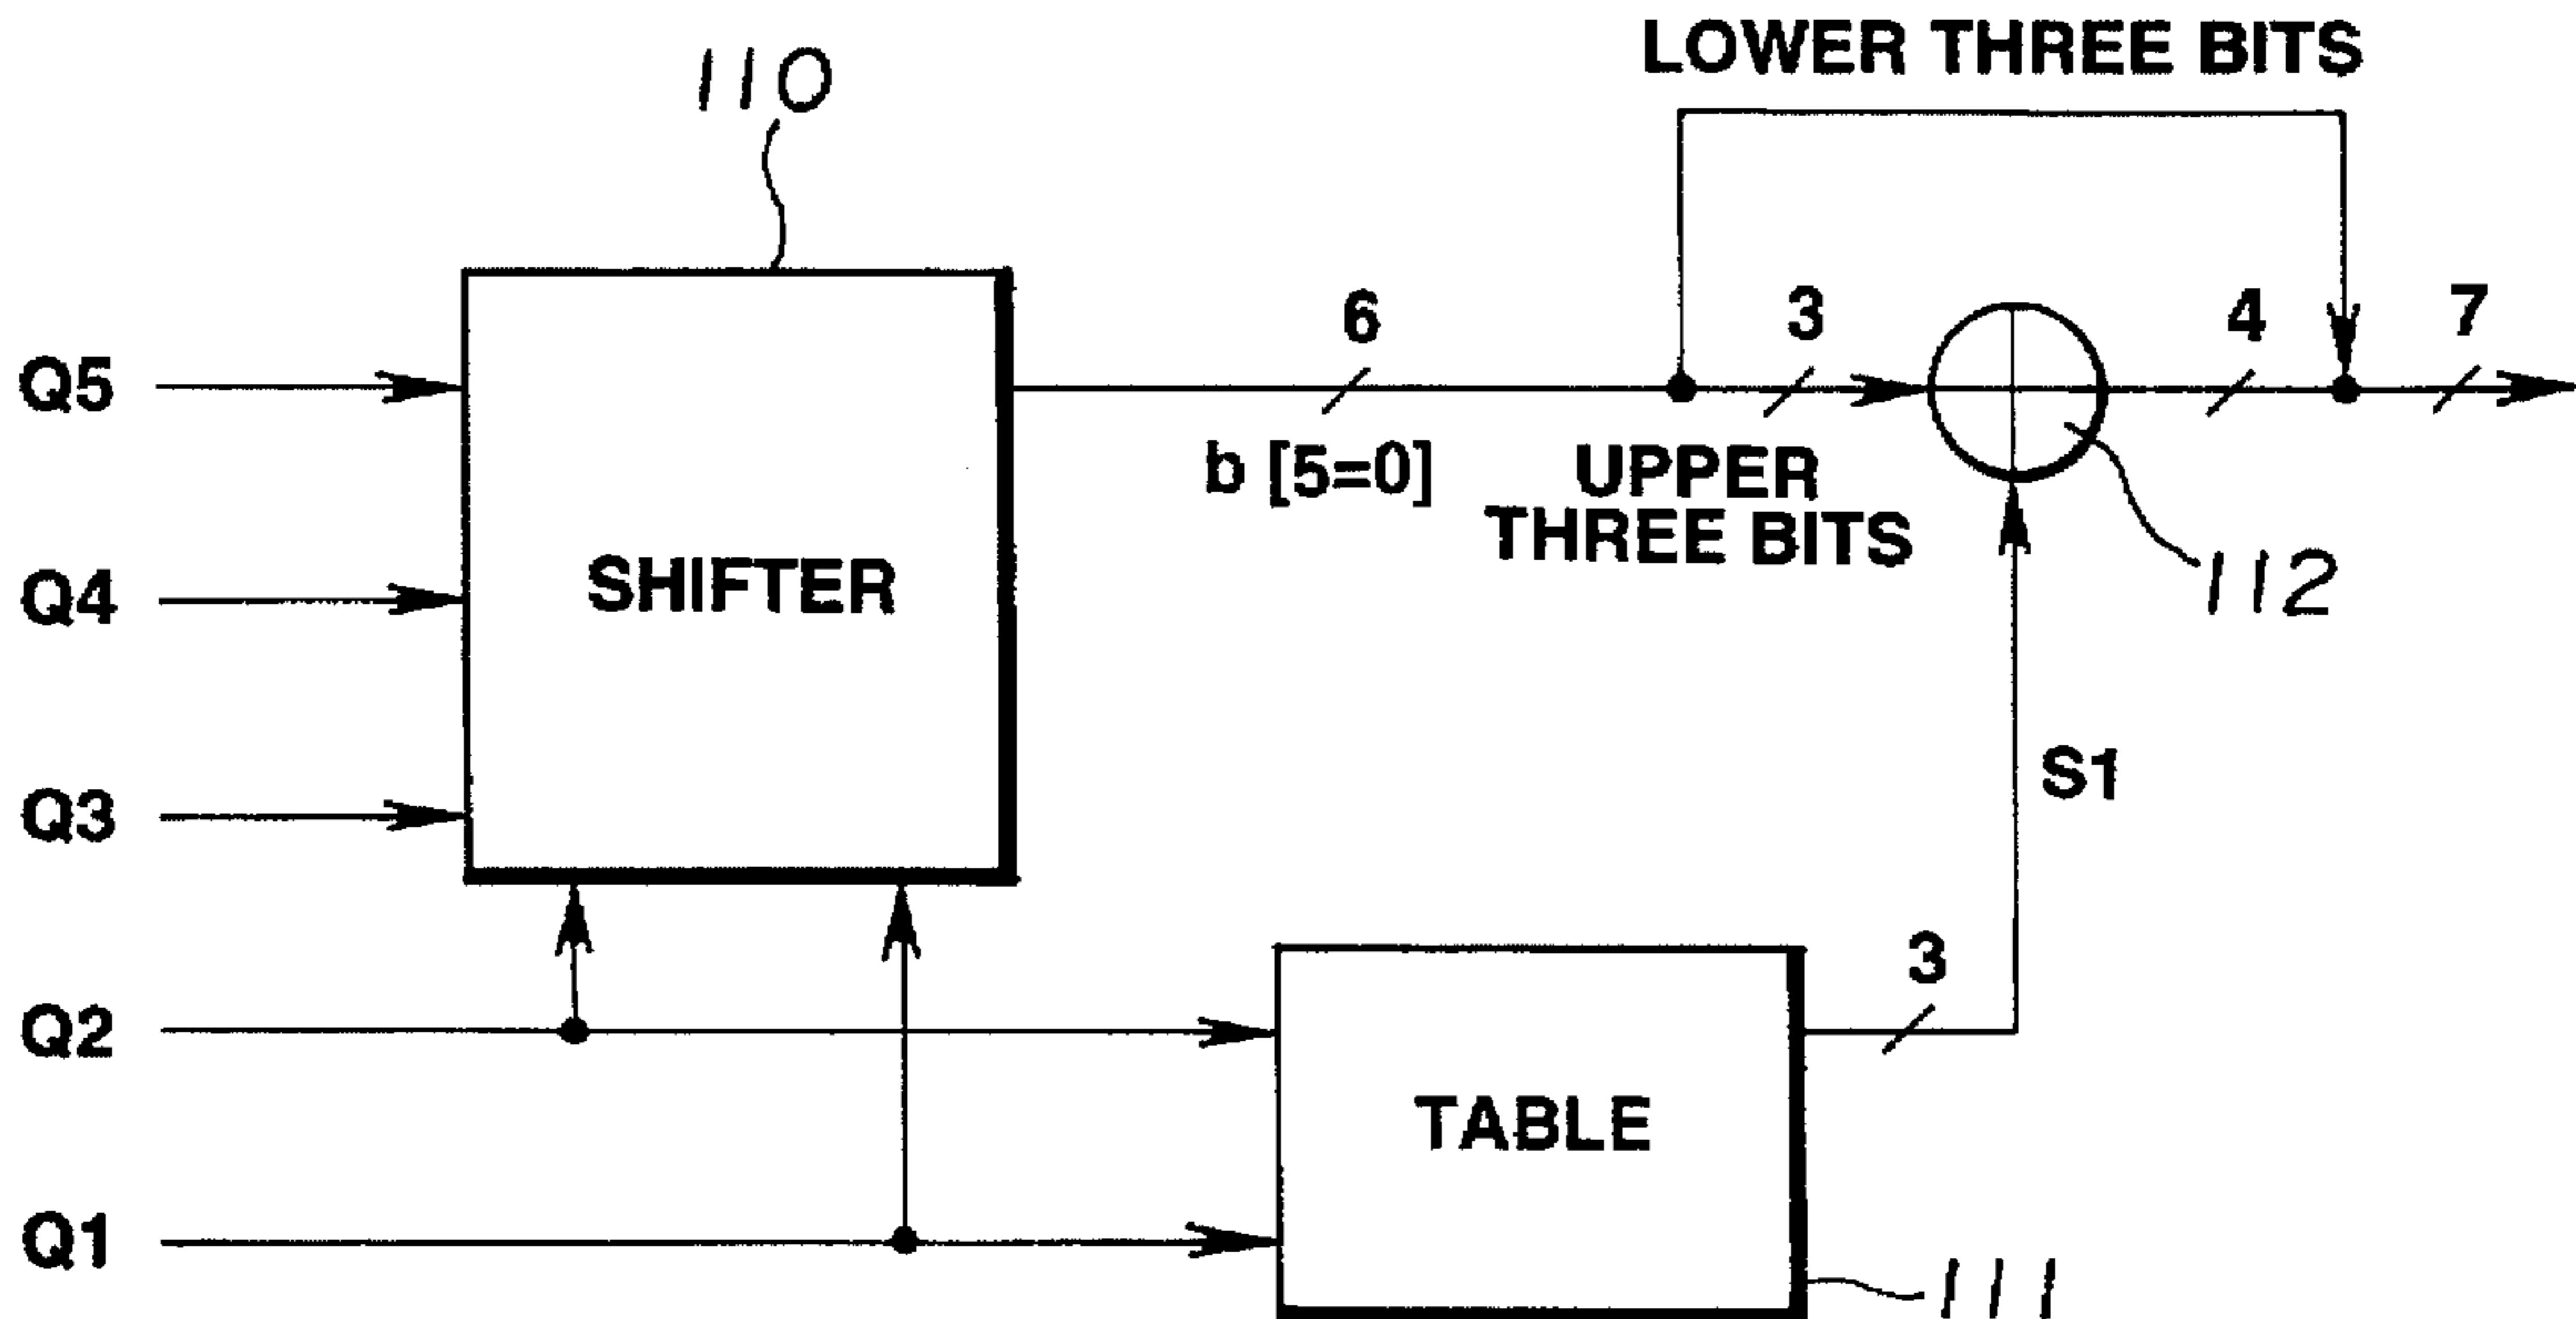 LOWER THREE BITS
110
6
3
4
7
Q5
b [5=0]
UPPER
THREE BITS
Q4
SHIFTER
112
Q3
S1
3
Q2
TABLE
Q1
111